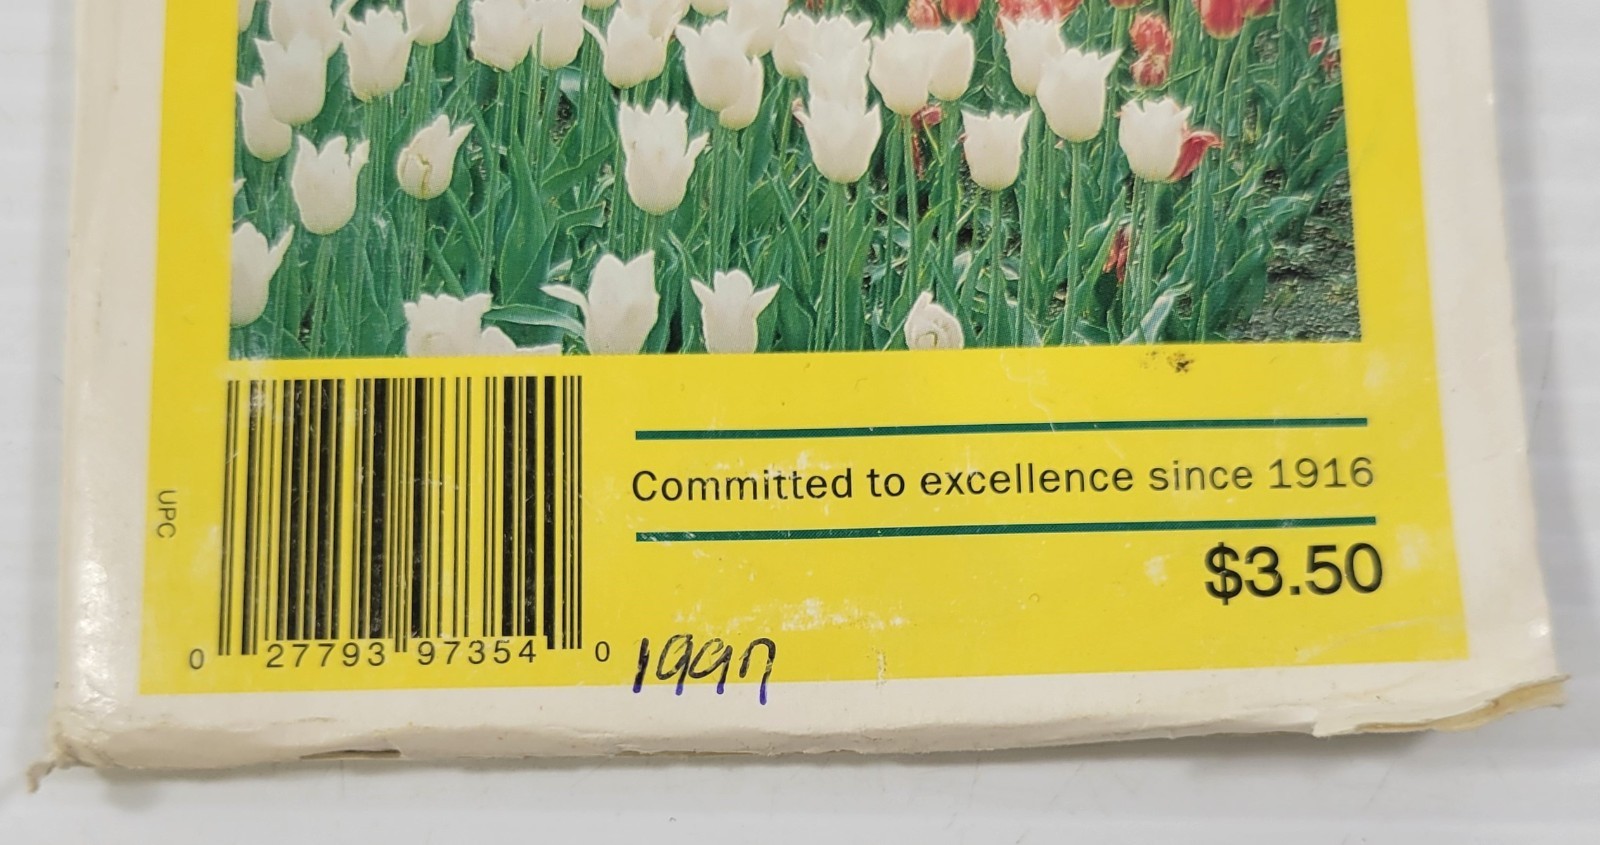 UPC
Committed to excellence since 1916
$3.50
0 27793 97354 0
1997